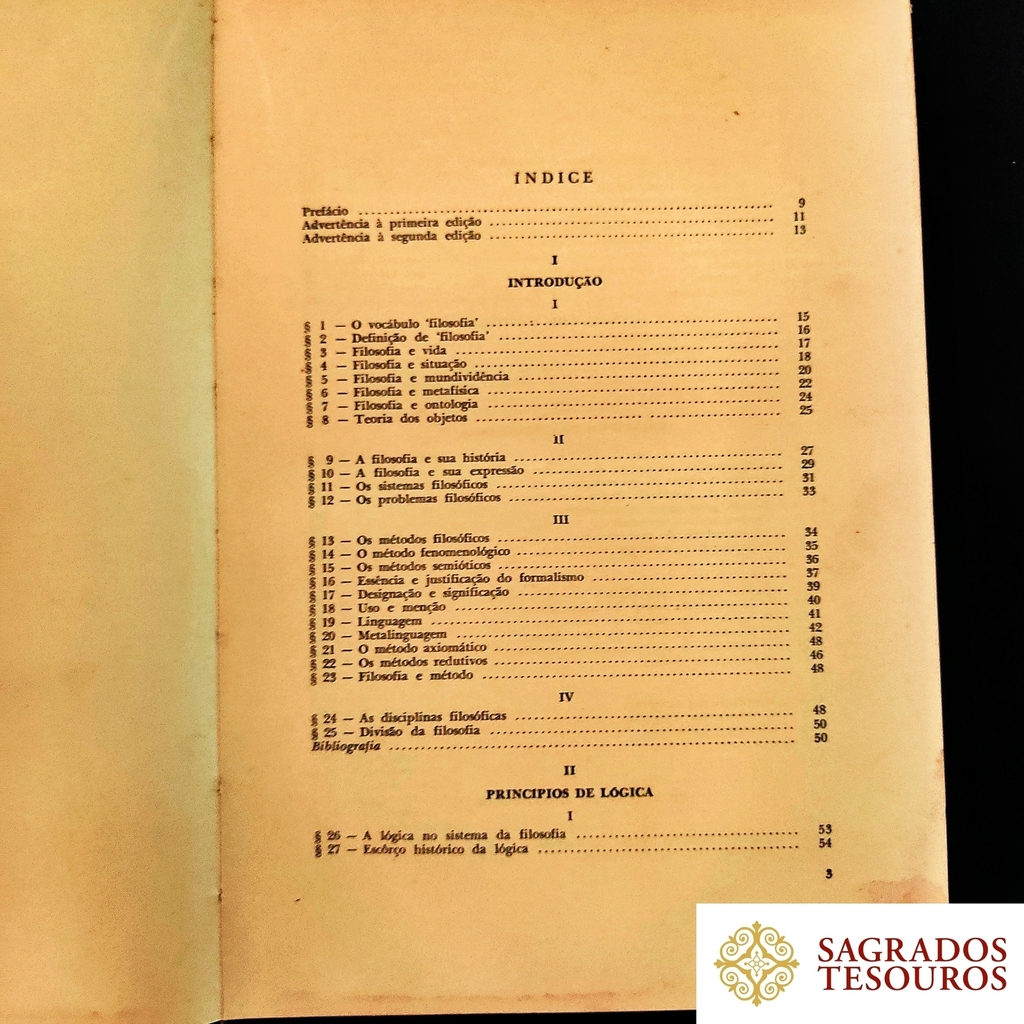 ÍNDICE
Prefácio ........ 9
Advertência à primeira edição ........ 11
Advertência à segunda edição ........ 13
I
INTRODUÇÃO
I
§ 1 — O vocábulo 'filosofia' ........ 15
§ 2 — Definição de 'filosofia' ........ 16
§ 3 — Filosofia e vida ........ 17
§ 4 — Filosofia e situação ........ 18
§ 5 — Filosofia e mundividência ........ 20
§ 6 — Filosofia e metafísica ........ 22
§ 7 — Filosofia e ontologia ........ 24
§ 8 — Teoria dos objetos ........ 25
II
§ 9 — A filosofia e sua história ........ 27
§ 10 — A filosofia e sua expressão ........ 29
§ 11 — Os sistemas filosóficos ........ 31
§ 12 — Os problemas filosóficos ........ 33
III
§ 13 — Os métodos filosóficos ........ 34
§ 14 — O método fenomenológico ........ 35
§ 15 — Os métodos semióticos ........ 36
§ 16 — Essência e justificação do formalismo ........ 37
§ 17 — Designação e significação ........ 39
§ 18 — Uso e menção ........ 40
§ 19 — Linguagem ........ 41
§ 20 — Metalinguagem ........ 42
§ 21 — O método axiomático ........ 48
§ 22 — Os métodos redutivos ........ 46
§ 23 — Filosofia e método ........ 48
IV
§ 24 — As disciplinas filosóficas ........ 48
§ 25 — Divisão da filosofia ........ 50
Bibliografia ........ 50
II
PRINCIPIOS DE LÓGICA
I
§ 26 — A lógica no sistema da filosofia ........ 53
§ 27 — Escôrço histórico da lógica ........ 54
3
SAGRADOS
TESOUROS